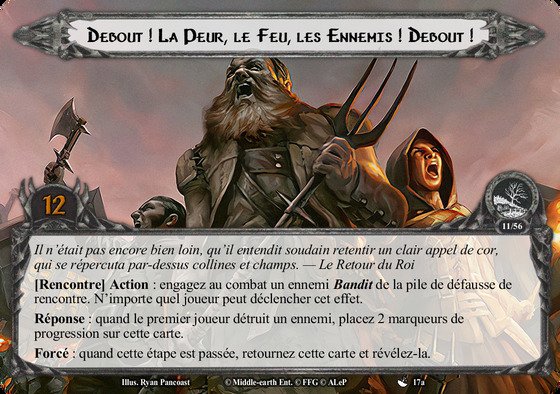 Debout ! La Peur, le Feu, les Ennemis ! Debout !
12
11/56
Il n’était pas encore bien loin, qu’il entendit soudain retentir un clair appel de cor,
qui se répercuta par-dessus collines et champs. — Le Retour du Roi
[Rencontre] Action : engagez au combat un ennemi Bandit de la pile de défausse de
rencontre. N’importe quel joueur peut déclencher cet effet.
Réponse : quand le premier joueur détruit un ennemi, placez 2 marqueurs de
progression sur cette carte.
Forcé : quand cette étape est passée, retournez cette carte et révélez-la.
Illus. Ryan Pancoast © Middle-earth Ent. © FFG © ALeP 17a